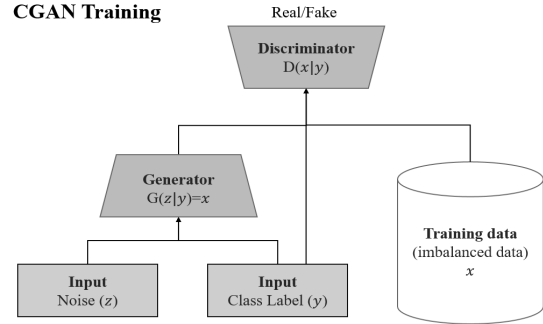 CGAN Training
Real/Fake
Discriminator
D(x|y)
Generator
G(z|y)=x
Training data
(imbalanced data)
x
Input
Noise (z)
Input
Class Label (y)